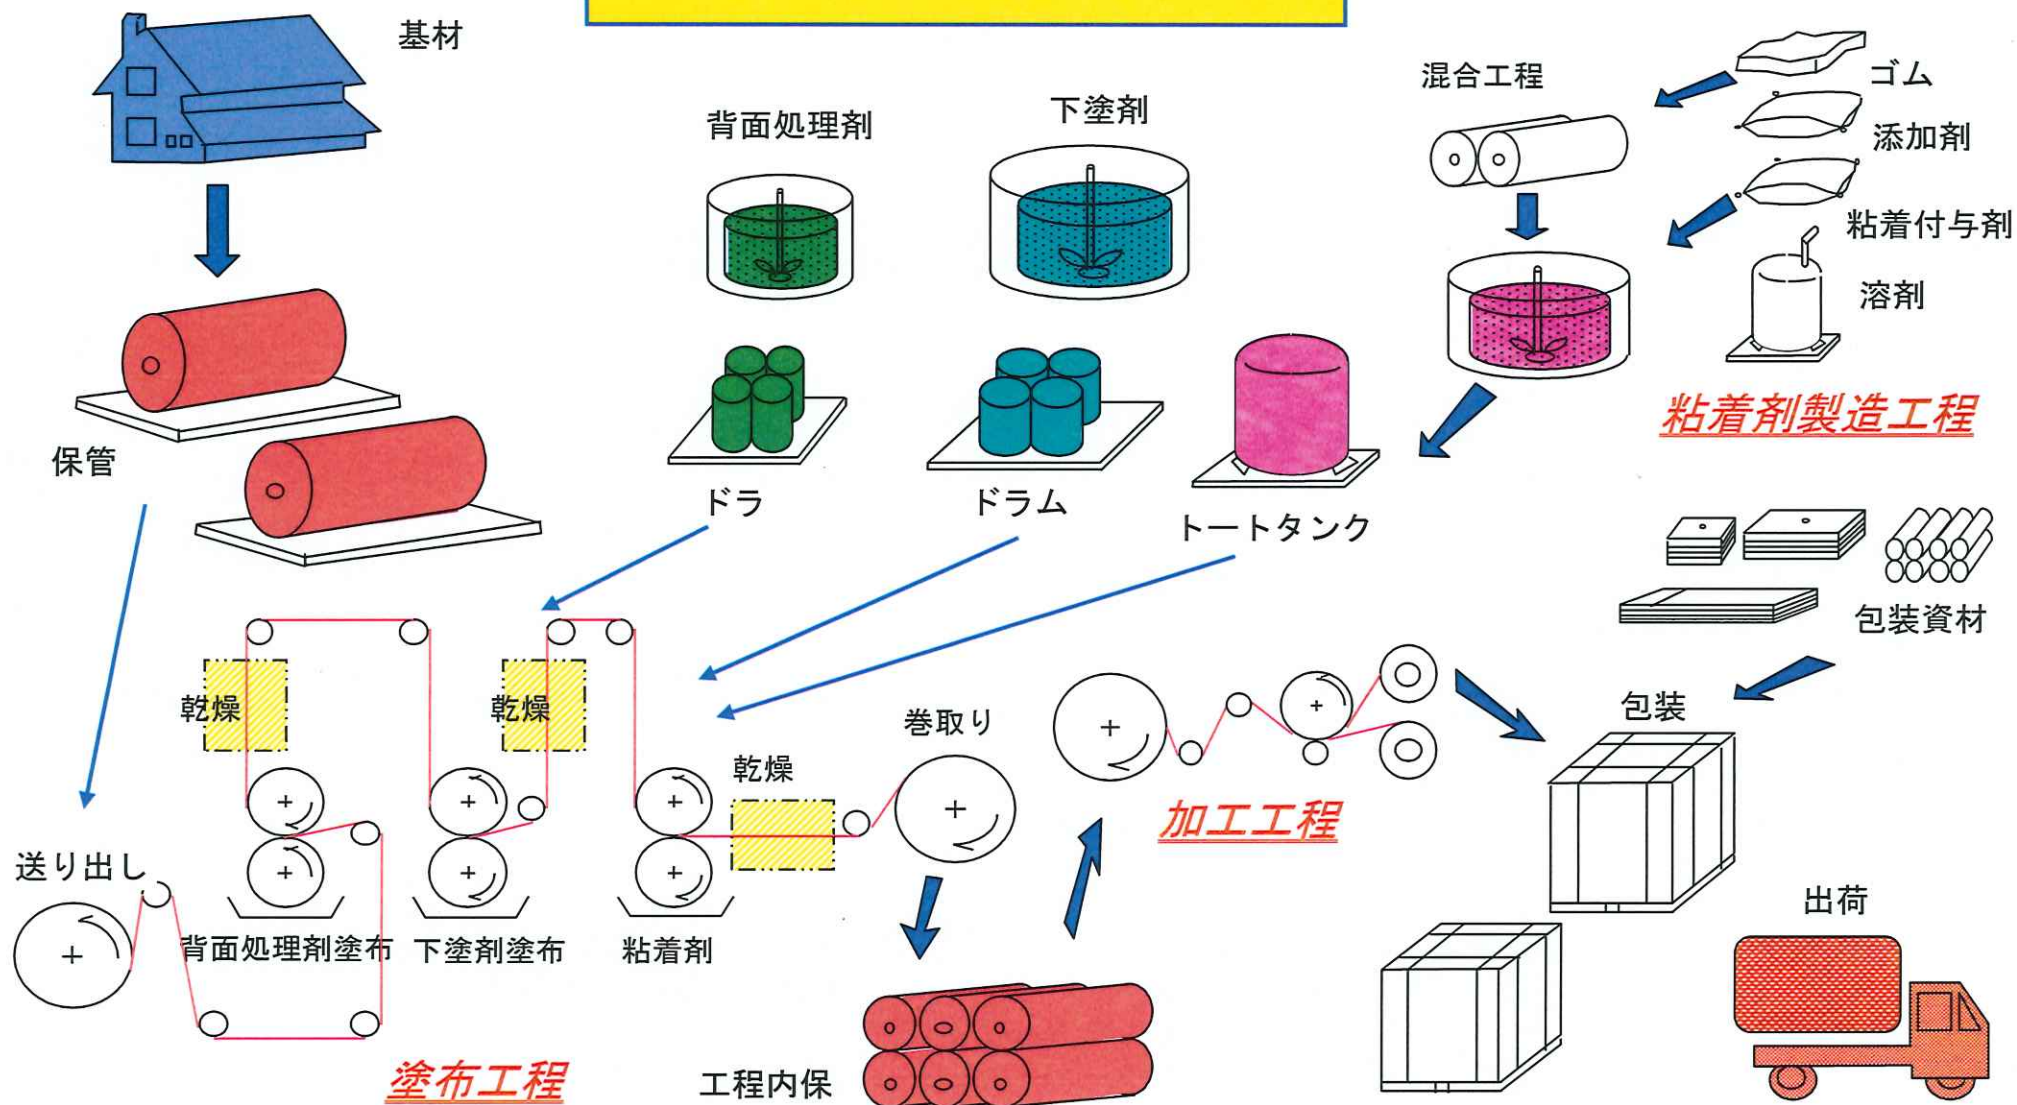 基材
混合工程
ゴム
添加剤
粘着付与剤
溶剤
背面処理剤
下塗剤
粘着剤製造工程
保管
ドラ
ドラム
トートタンク
包装資材
乾燥
乾燥
乾燥
巻取り
包装
加工工程
送り出し
背面処理剤塗布
下塗剤塗布
粘着剤
出荷
塗布工程
工程内保